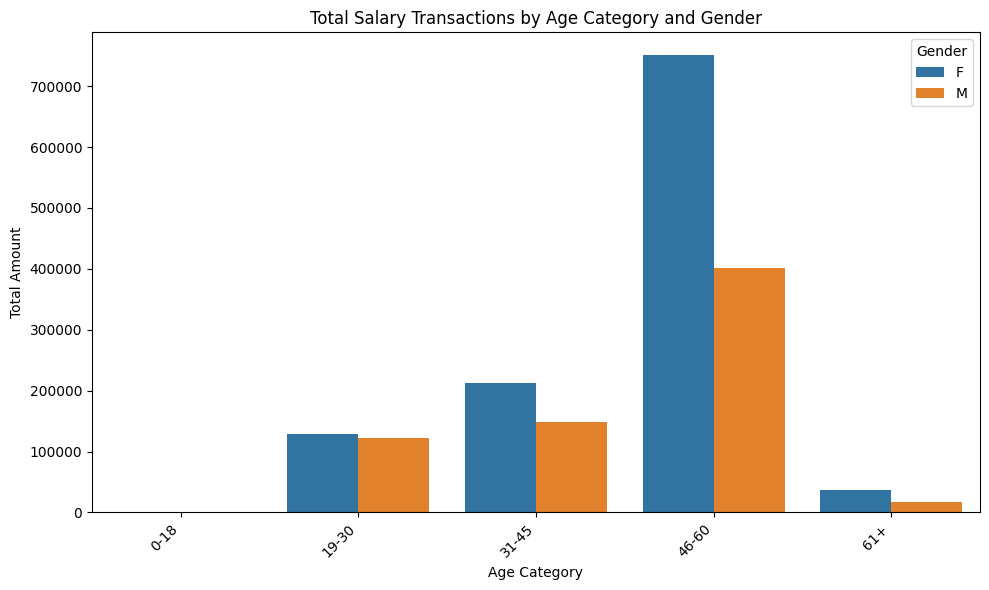 Total Salary Transactions by Age Category and Gender
Gender
F
M
Total Amount
700000
600000
500000
400000
300000
200000
100000
0
0-18
19-30
31-45
46-60
61+
Age Category